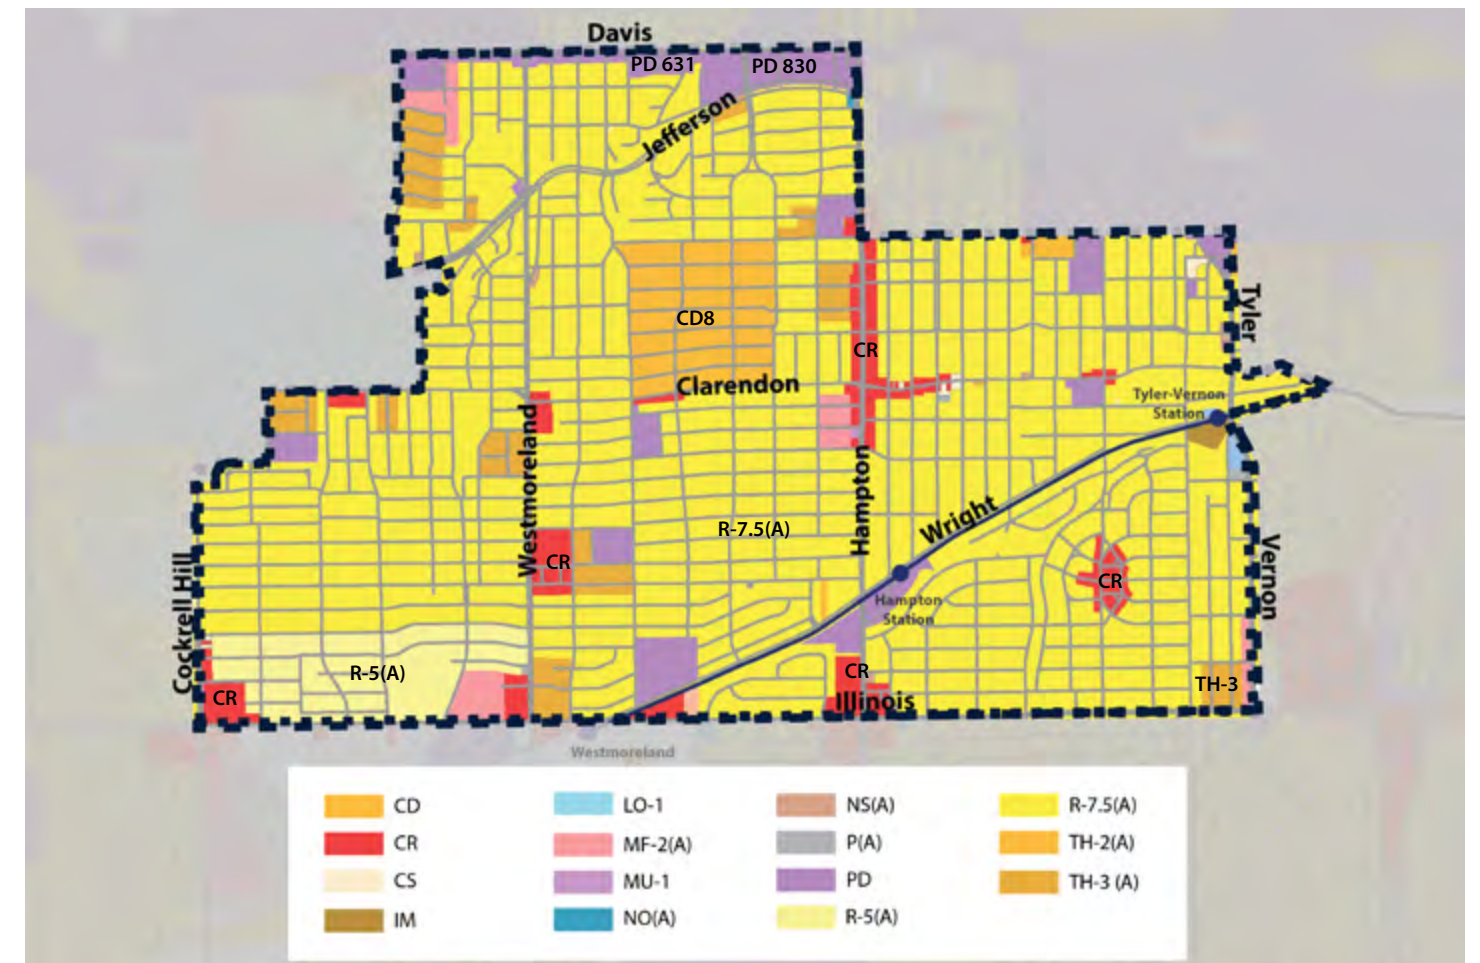 Davis
PD 631
PD 830
Jefferson
CD8
Tyler
CR
Clarendon
Tyler-Vernon
Station
Westmoreland
Hampton
Wright
R-7.5(A)
CR
Cockrell Hill
CR
Vernon
Hampton
Station
R-5(A)
CR
TH-3
CR
Illinois
Westmoreland
CD
LO-1
NS(A)
R-7.5(A)
CR
MF-2(A)
P(A)
TH-2(A)
CS
MU-1
PD
TH-3 (A)
IM
NO(A)
R-5(A)